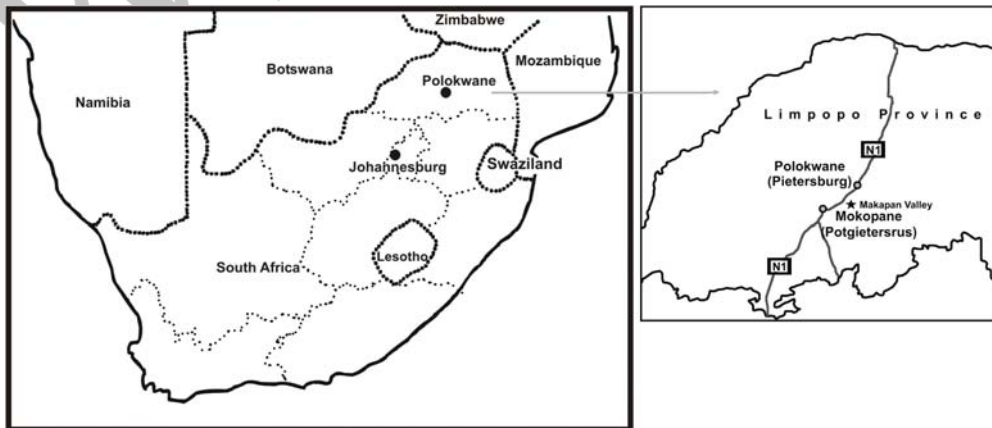 Zimbabwe
Mozambique
Botswana
Polokwane
Namibia
Johannesburg
Swaziland
Lesotho
South Africa
Limpopo Province
N1
Polokwane
(Pietersburg)
Makapan Valley
Mokopane
(Potgietersrus)
N1